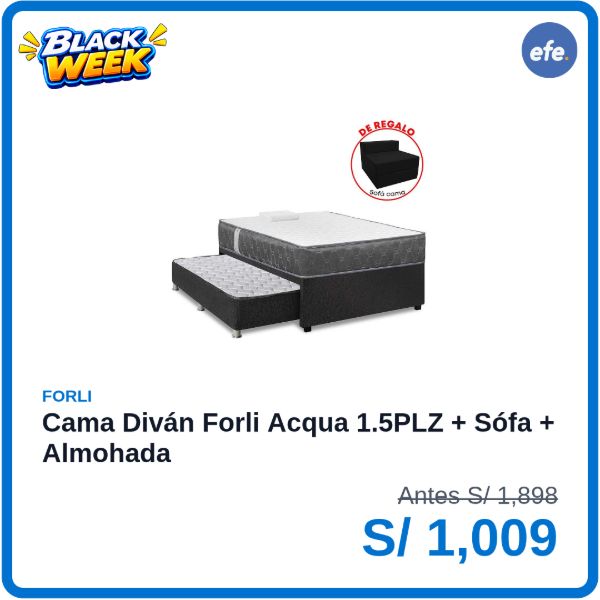 BLACK
WEEK
efe.
DE REGALO
Sofá cama
FORLI
Cama Diván Forli Acqua 1.5PLZ + Sófa +
Almohada
Antes S/ 1,898
S/ 1,009